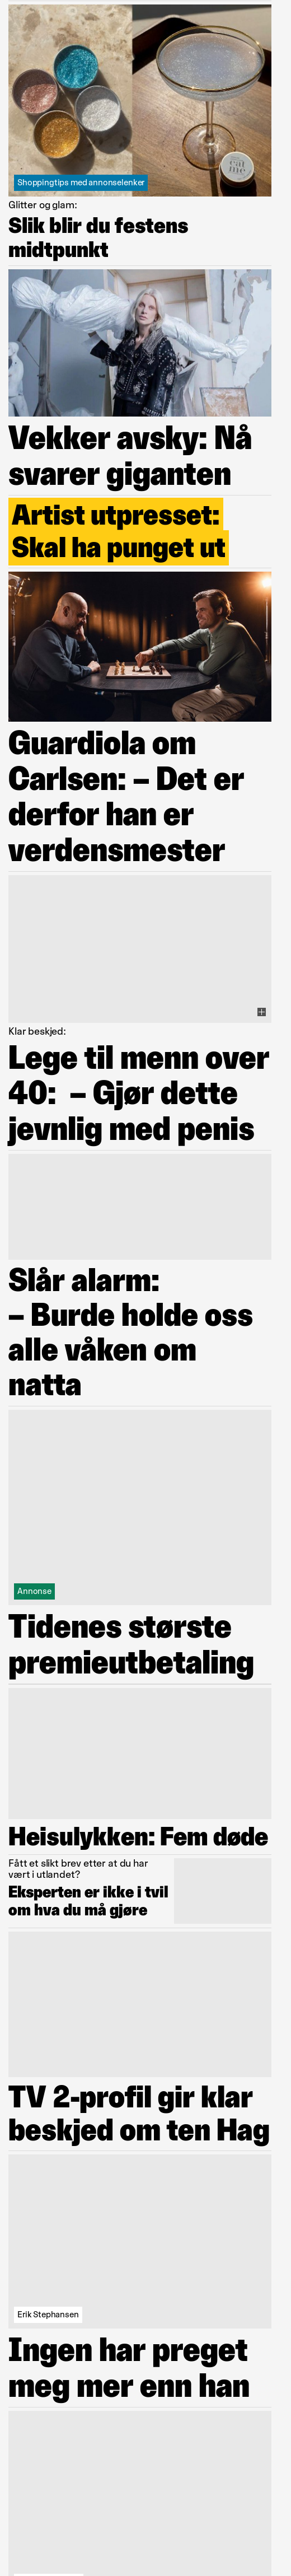 eat
me
Shoppingtips med annonselenker
Glitter og glam:
Slik blir du festens
midtpunkt
Vekker avsky: Nå
svarer giganten
Artist utpresset:
Skal ha punget ut
Guardiola om
Carlsen: – Det er
derfor han er
verdensmester
Klar beskjed:
Lege til menn over
40:  – Gjør dette
jevnlig med penis
Slår alarm:
– Burde holde oss
alle våken om
natta
Annonse
Tidenes største
premieutbetaling
Heisulykken: Fem døde
Fått et slikt brev etter at du har
vært i utlandet?
Eksperten er ikke i tvil
om hva du må gjøre
TV 2-profil gir klar
beskjed om ten Hag
Erik Stephansen
Ingen har preget
meg mer enn han